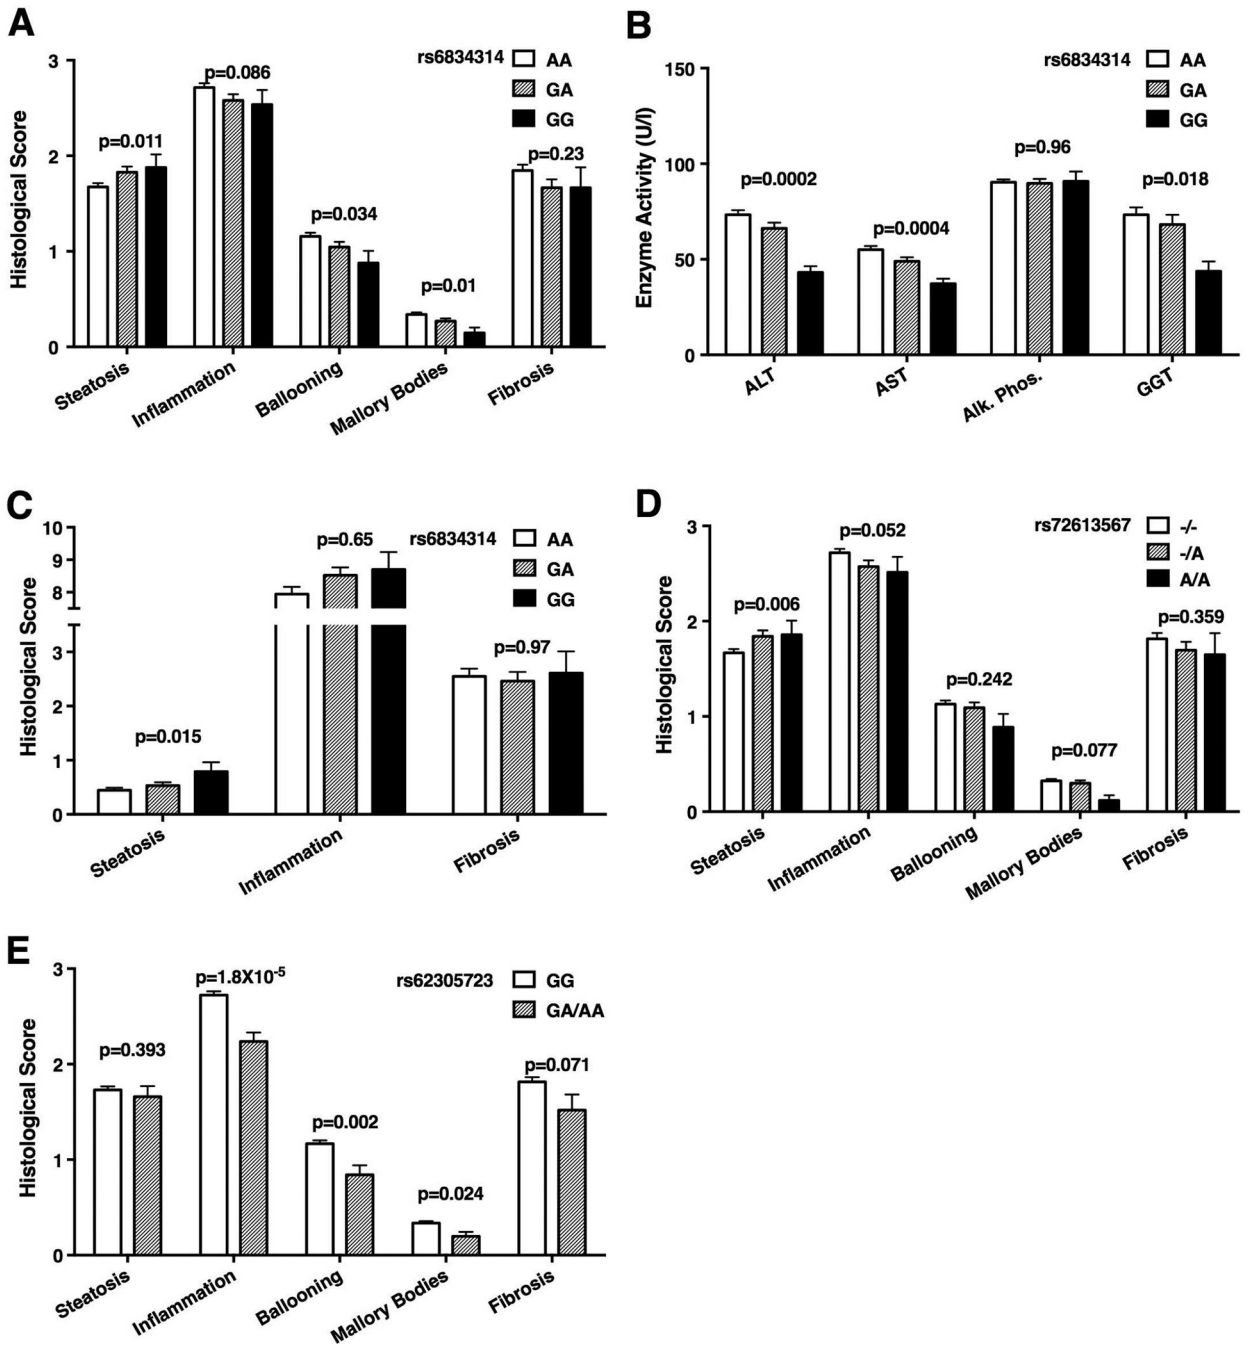 A
rs6834314
AA
GA
GG
Histological Score
3
2
1
0
p=0.011
p=0.086
p=0.034
p=0.01
p=0.23
Steatosis
Inflammation
Ballooning
Mallory Bodies
Fibrosis
B
rs6834314
AA
GA
GG
Enzyme Activity (U/l)
150
100
50
0
p=0.0002
p=0.0004
p=0.96
p=0.018
ALT
AST
Alk. Phos.
GGT
C
rs6834314
AA
GA
GG
Histological Score
10
9
8
3
2
1
0
p=0.015
p=0.65
p=0.97
Steatosis
Inflammation
Fibrosis
D
rs72613567
-/-
-/A
A/A
Histological Score
3
2
1
0
p=0.006
p=0.052
p=0.242
p=0.077
p=0.359
Steatosis
Inflammation
Ballooning
Mallory Bodies
Fibrosis
E
rs62305723
GG
GA/AA
Histological Score
3
2
1
0
p=0.393
p=1.8X10⁻⁵
p=0.002
p=0.024
p=0.071
Steatosis
Inflammation
Ballooning
Mallory Bodies
Fibrosis